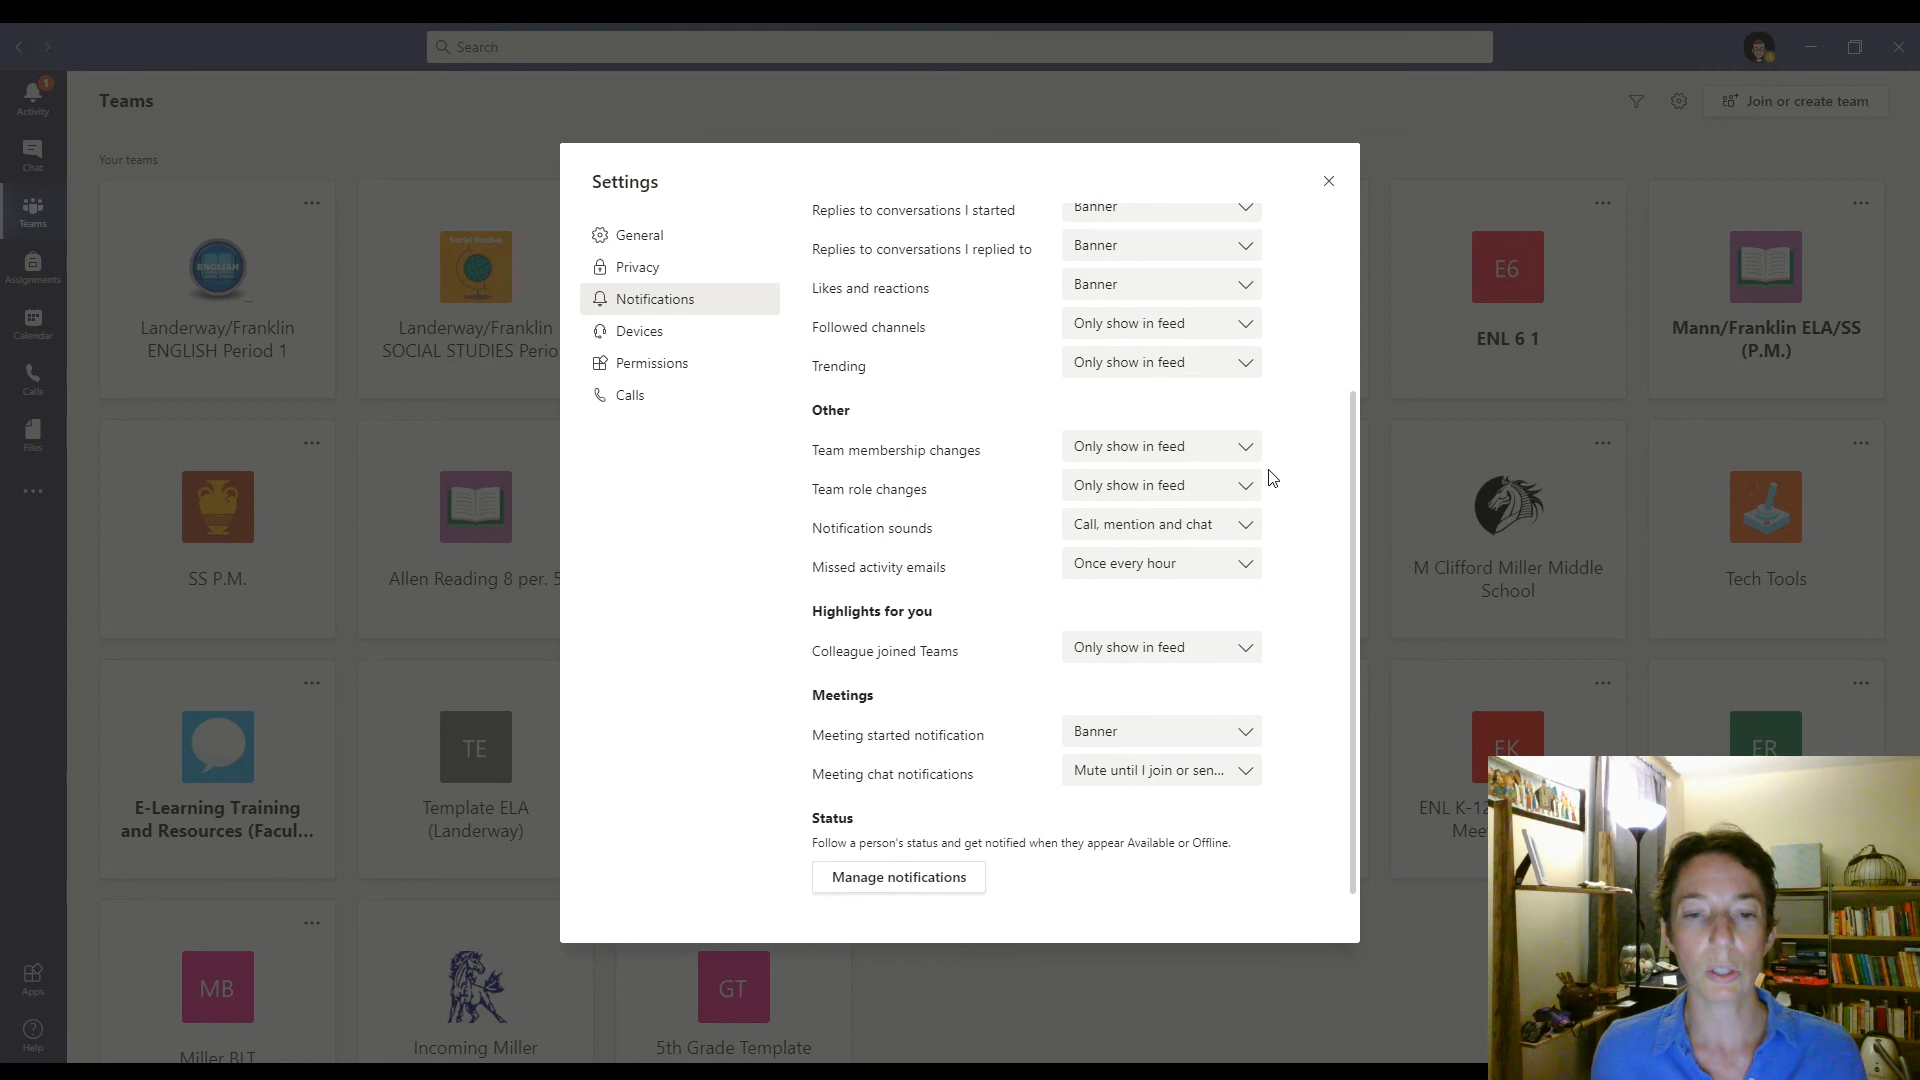 Search
1
Activity
Chat
Teams
Assignments
Calendar
Calls
Files
Apps
Help
Teams
Join or create team
Your teams
Landerway/Franklin
ENGLISH Period 1
ENGLISH
Landerway/Franklin
SOCIAL STUDIES Perio
Social Studies
E6
ENL 6 1
Mann/Franklin ELA/SS
(P.M.)
SS P.M.
Allen Reading 8 per. 5
M Clifford Miller Middle
School
Tech Tools
E-Learning Training
and Resources (Facul...
TE
Template ELA
(Landerway)
EK
ENL K-12
Mee
ER
MB
Miller BLT
Incoming Miller
GT
5th Grade Template
Settings
General
Privacy
Notifications
Devices
Permissions
Calls
Replies to conversations I started Banner
Replies to conversations I replied to Banner
Likes and reactions Banner
Followed channels Only show in feed
Trending Only show in feed
Other
Team membership changes Only show in feed
Team role changes Only show in feed
Notification sounds Call, mention and chat
Missed activity emails Once every hour
Highlights for you
Colleague joined Teams Only show in feed
Meetings
Meeting started notification Banner
Meeting chat notifications Mute until I join or sen...
Status
Follow a person's status and get notified when they appear Available or Offline.
Manage notifications